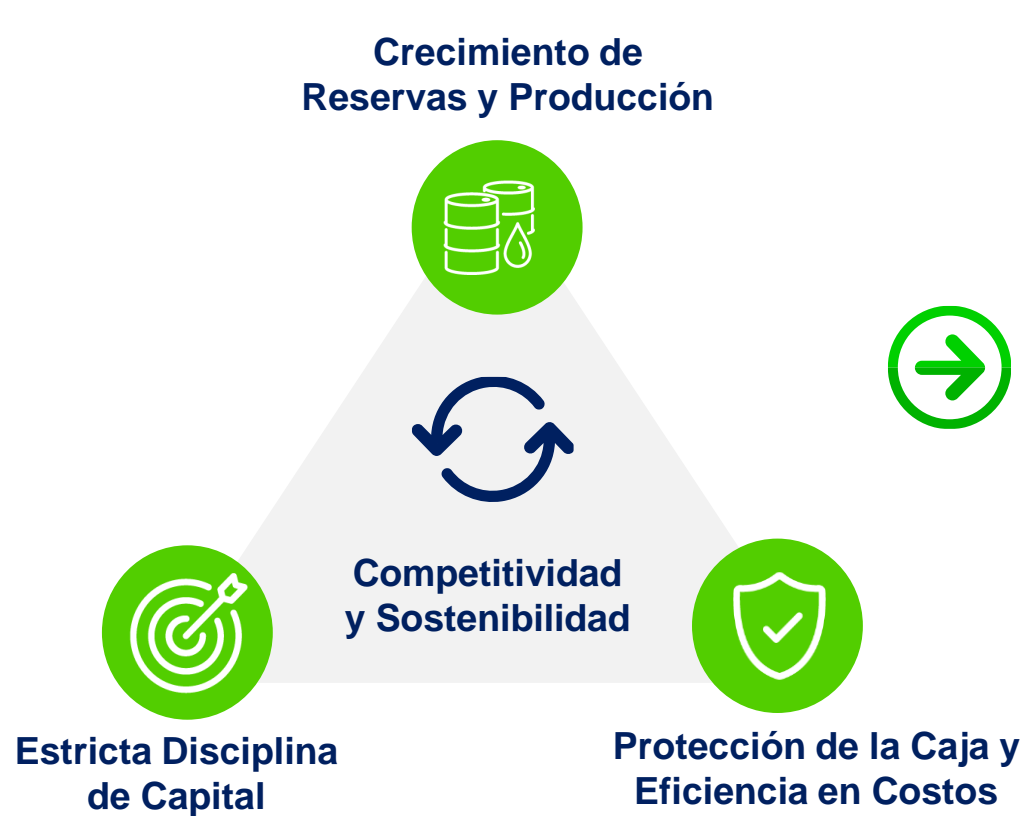 Crecimiento de
Reservas y Producción
Competitividad
y Sostenibilidad
Estricta Disciplina
de Capital
Protección de la Caja y
Eficiencia en Costos